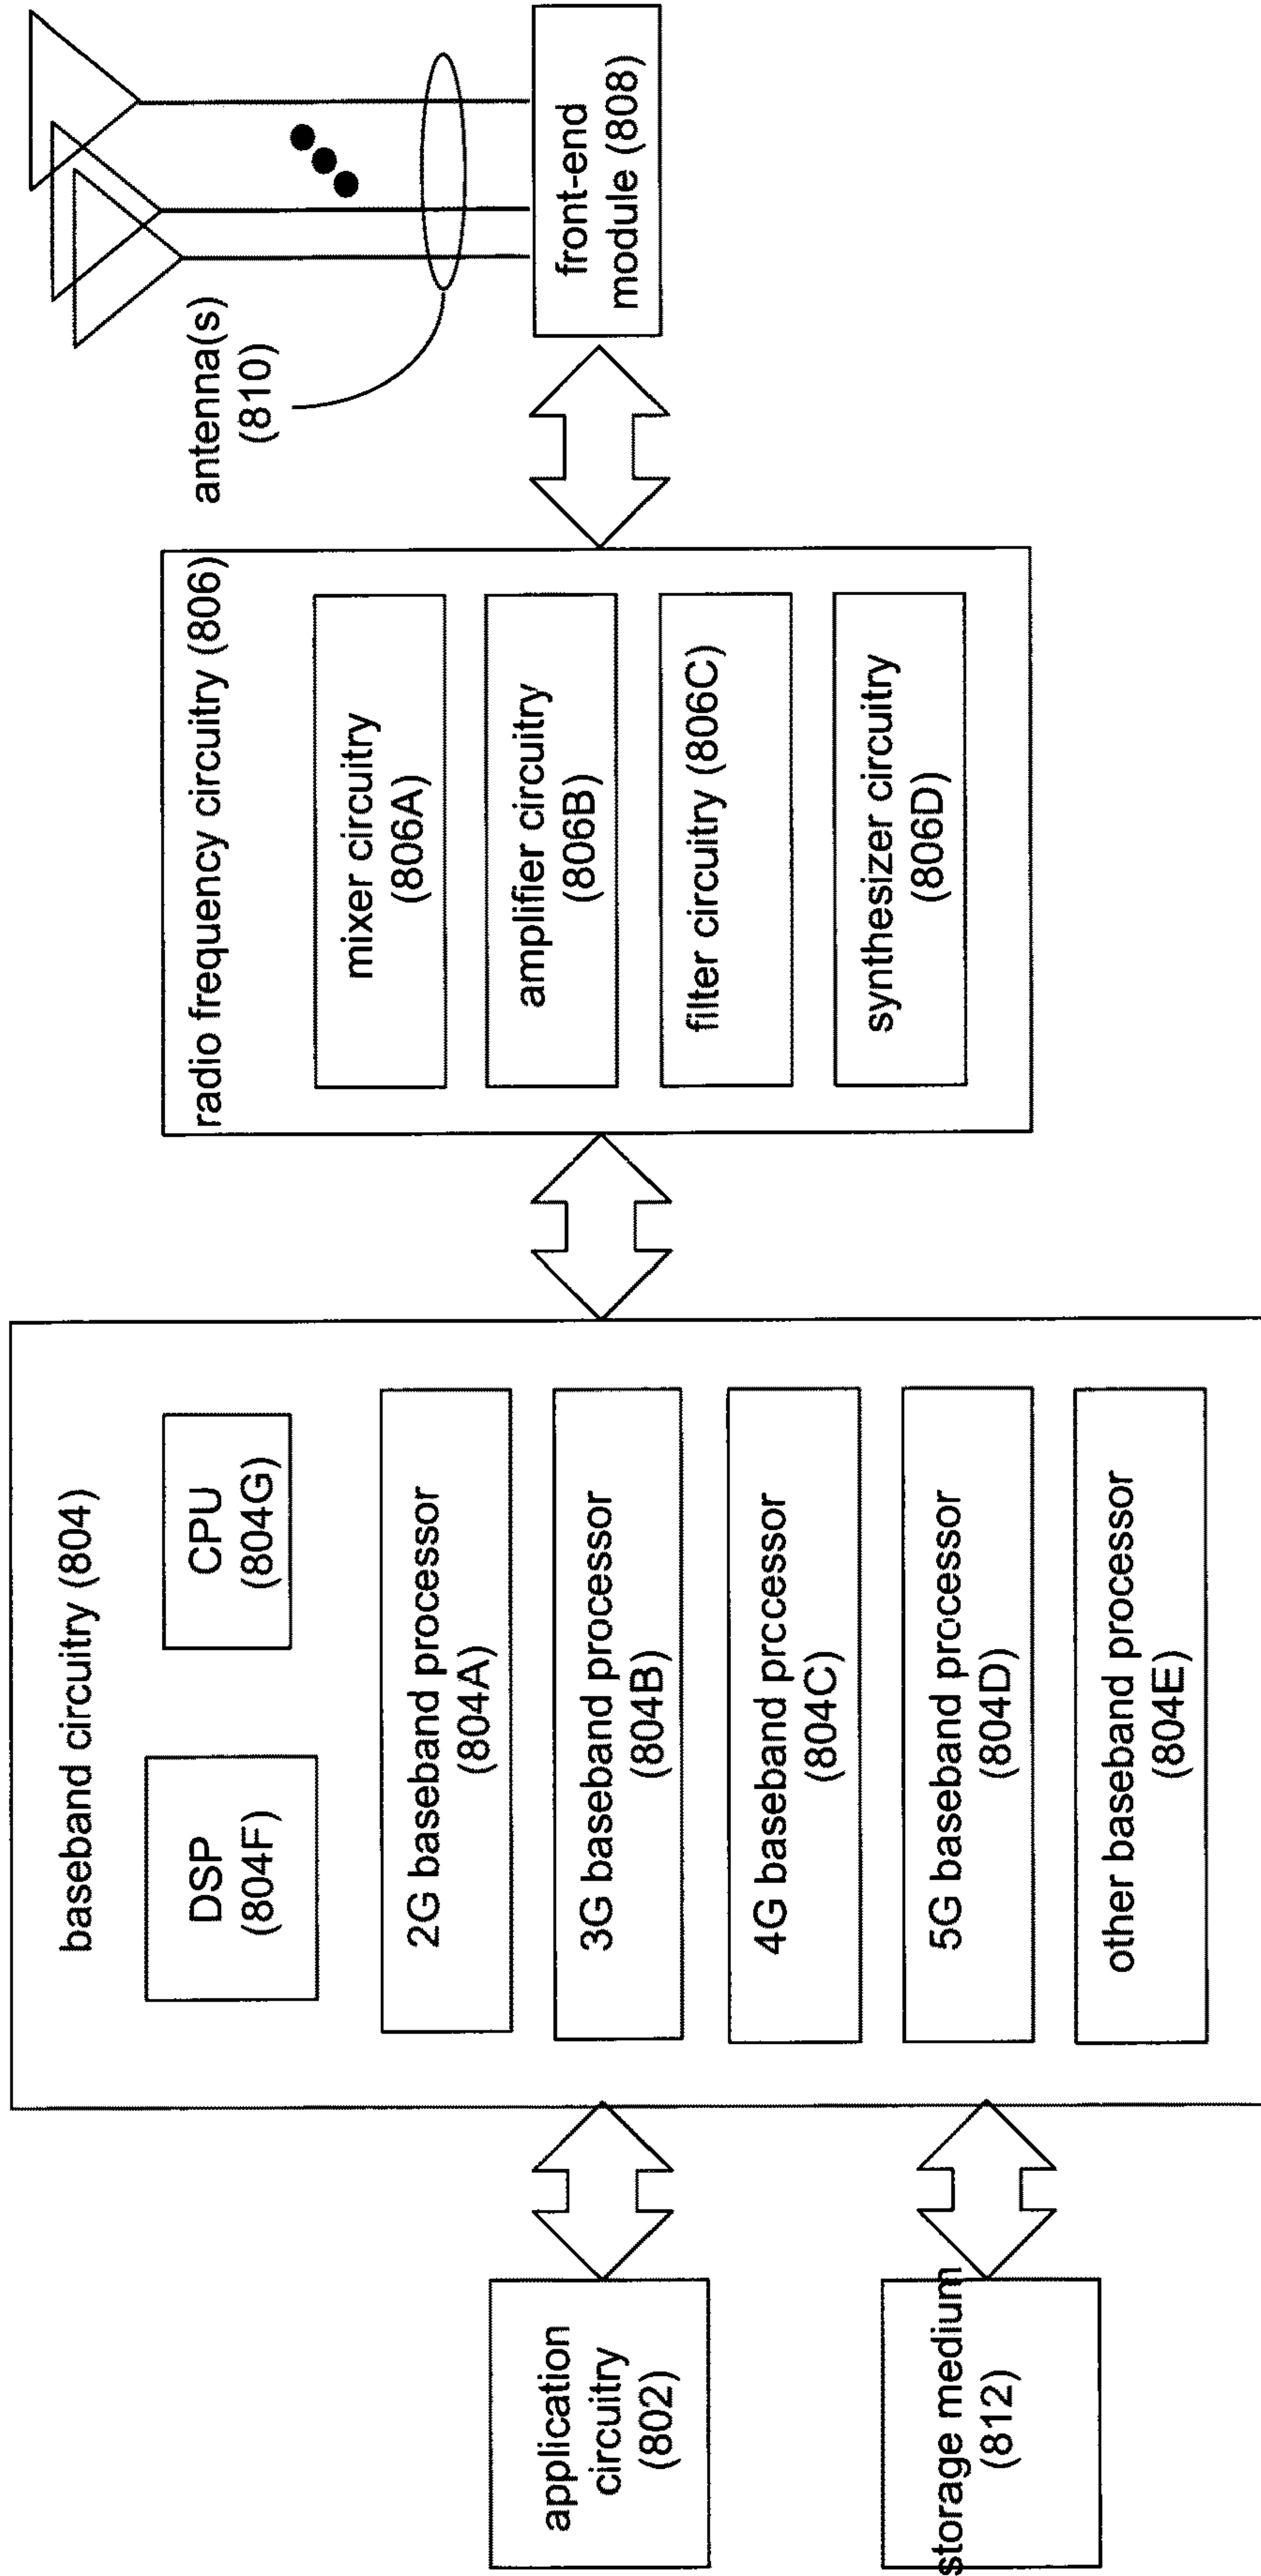 application
circuitry
(802)
storage medium
(812)
baseband circuitry (804)
DSP
(804F)
CPU
(804G)
2G baseband processor
(804A)
3G baseband processor
(804B)
4G baseband processor
(804C)
5G baseband processor
(804D)
other baseband processor
(804E)
radio frequency circuitry (806)
mixer circuitry
(806A)
amplifier circuitry
(806B)
filter circuitry (806C)
synthesizer circuitry
(806D)
antenna(s)
(810)
front-end
module (808)